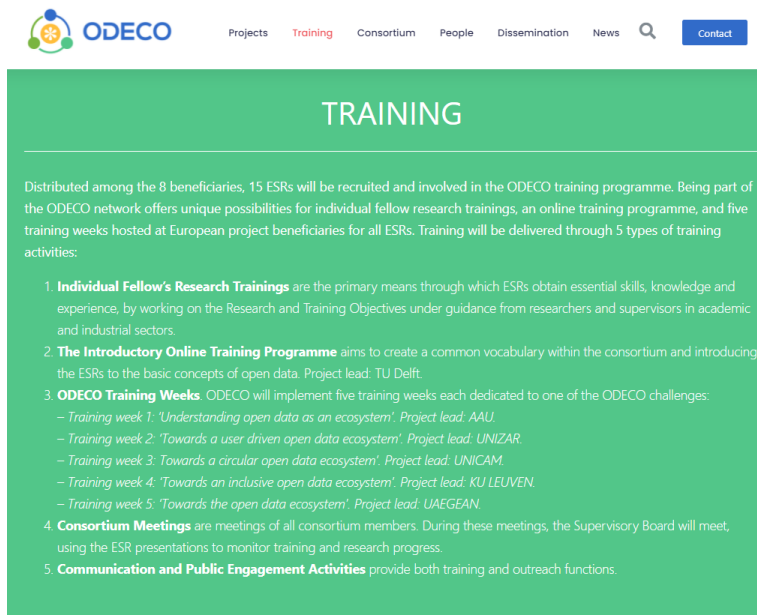 ODECO
Projects Training Consortium People Dissemination News Contact
TRAINING
Distributed among the 8 beneficiaries, 15 ESRs will be recruited and involved in the ODECO training programme. Being part of
the ODECO network offers unique possibilities for individual fellow research trainings, an online training programme, and five
training weeks hosted at European project beneficiaries for all ESRs. Training will be delivered through 5 types of training
activities:
1. Individual Fellow's Research Trainings are the primary means through which ESRs obtain essential skills, knowledge and
experience, by working on the Research and Training Objectives under guidance from researchers and supervisors in academic
and industrial sectors.
2. The Introductory Online Training Programme aims to create a common vocabulary within the consortium and introducing
the ESRs to the basic concepts of open data. Project lead: TU Delft.
3. ODECO Training Weeks. ODECO will implement five training weeks each dedicated to one of the ODECO challenges:
– Training week 1: 'Understanding open data as an ecosystem'. Project lead: AAU.
– Training week 2: 'Towards a user driven open data ecosystem'. Project lead: UNIZAR.
– Training week 3: Towards a circular open data ecosystem'. Project lead: UNICAM.
– Training week 4: 'Towards an inclusive open data ecosystem'. Project lead: KU LEUVEN.
– Training week 5: 'Towards the open data ecosystem'. Project lead: UAEGEAN.
4. Consortium Meetings are meetings of all consortium members. During these meetings, the Supervisory Board will meet,
using the ESR presentations to monitor training and research progress.
5. Communication and Public Engagement Activities provide both training and outreach functions.